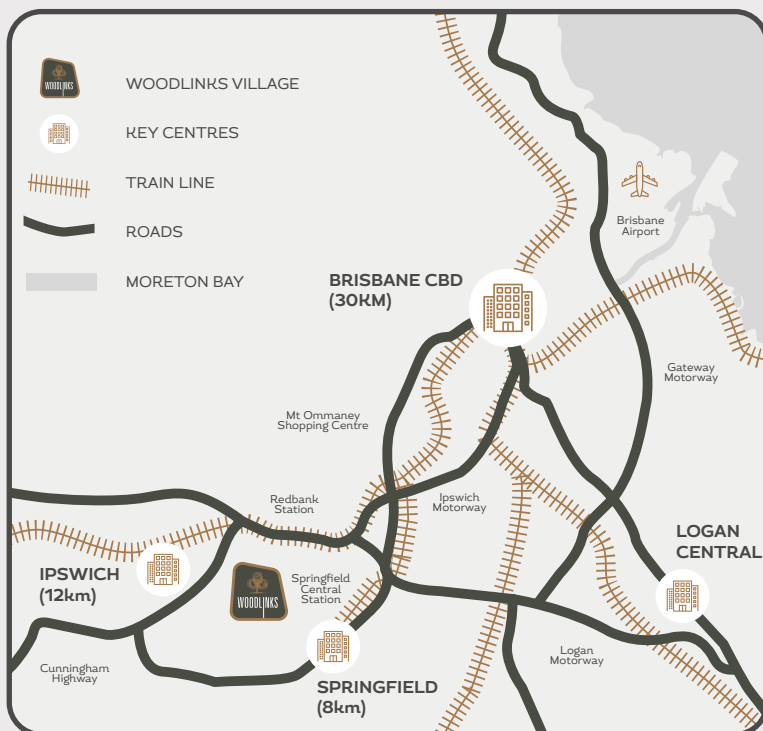 WOODLINKS
WOODLINKS VILLAGE
KEY CENTRES
TRAIN LINE
ROADS
MORETON BAY
Brisbane
Airport
BRISBANE CBD
(30KM)
Gateway
Motorway
Mt Ommaney
Shopping Centre
Redbank
Station
Ipswich
Motorway
LOGAN
CENTRAL
IPSWICH
(12km)
Springfield
Central
Station
WOODLINKS
Cunningham
Highway
Logan
Motorway
SPRINGFIELD
(8km)